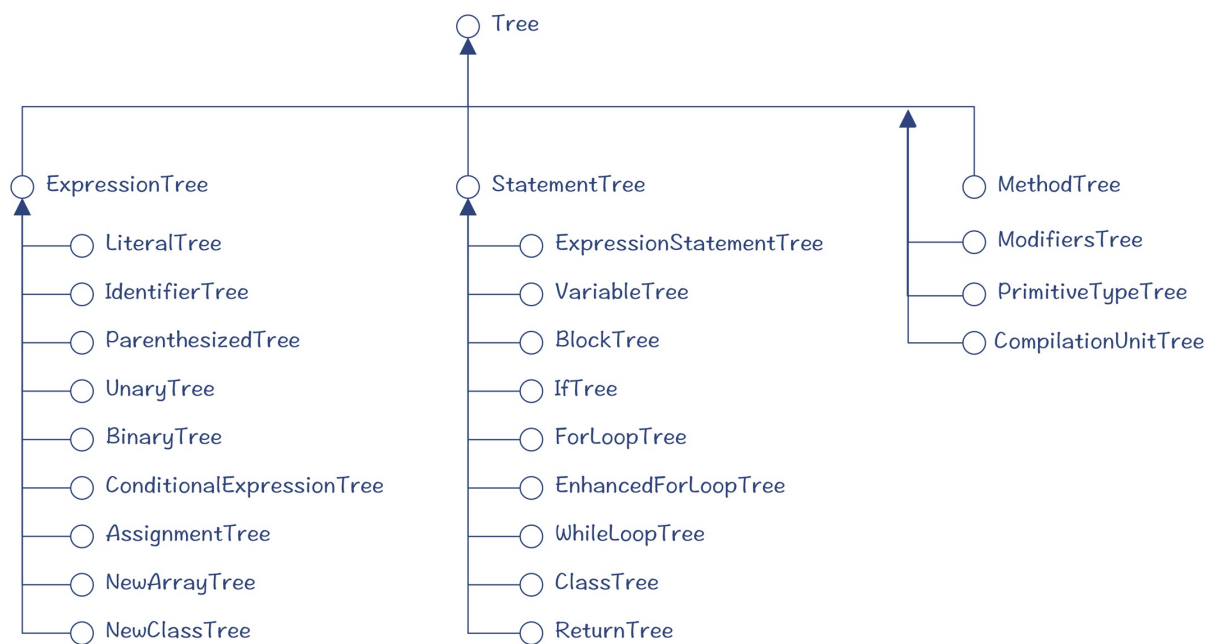 Tree
ExpressionTree
LiteralTree
IdentifierTree
ParenthesizedTree
UnaryTree
BinaryTree
ConditionalExpressionTree
AssignmentTree
NewArrayTree
NewClassTree
StatementTree
ExpressionStatementTree
VariableTree
BlockTree
IfTree
ForLoopTree
EnhancedForLoopTree
WhileLoopTree
ClassTree
ReturnTree
MethodTree
ModifiersTree
PrimitiveTypeTree
CompilationUnitTree